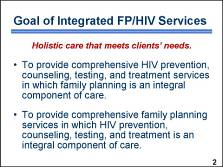 Goal of Integrated FP/HIV Services
Holistic care that meets clients' needs.
• To provide comprehensive HIV prevention,
counseling, testing, and treatment services
in which family planning is an integral
component of care.
• To provide comprehensive family planning
services in which HIV prevention,
counseling, testing, and treatment is an
integral component of care.
2